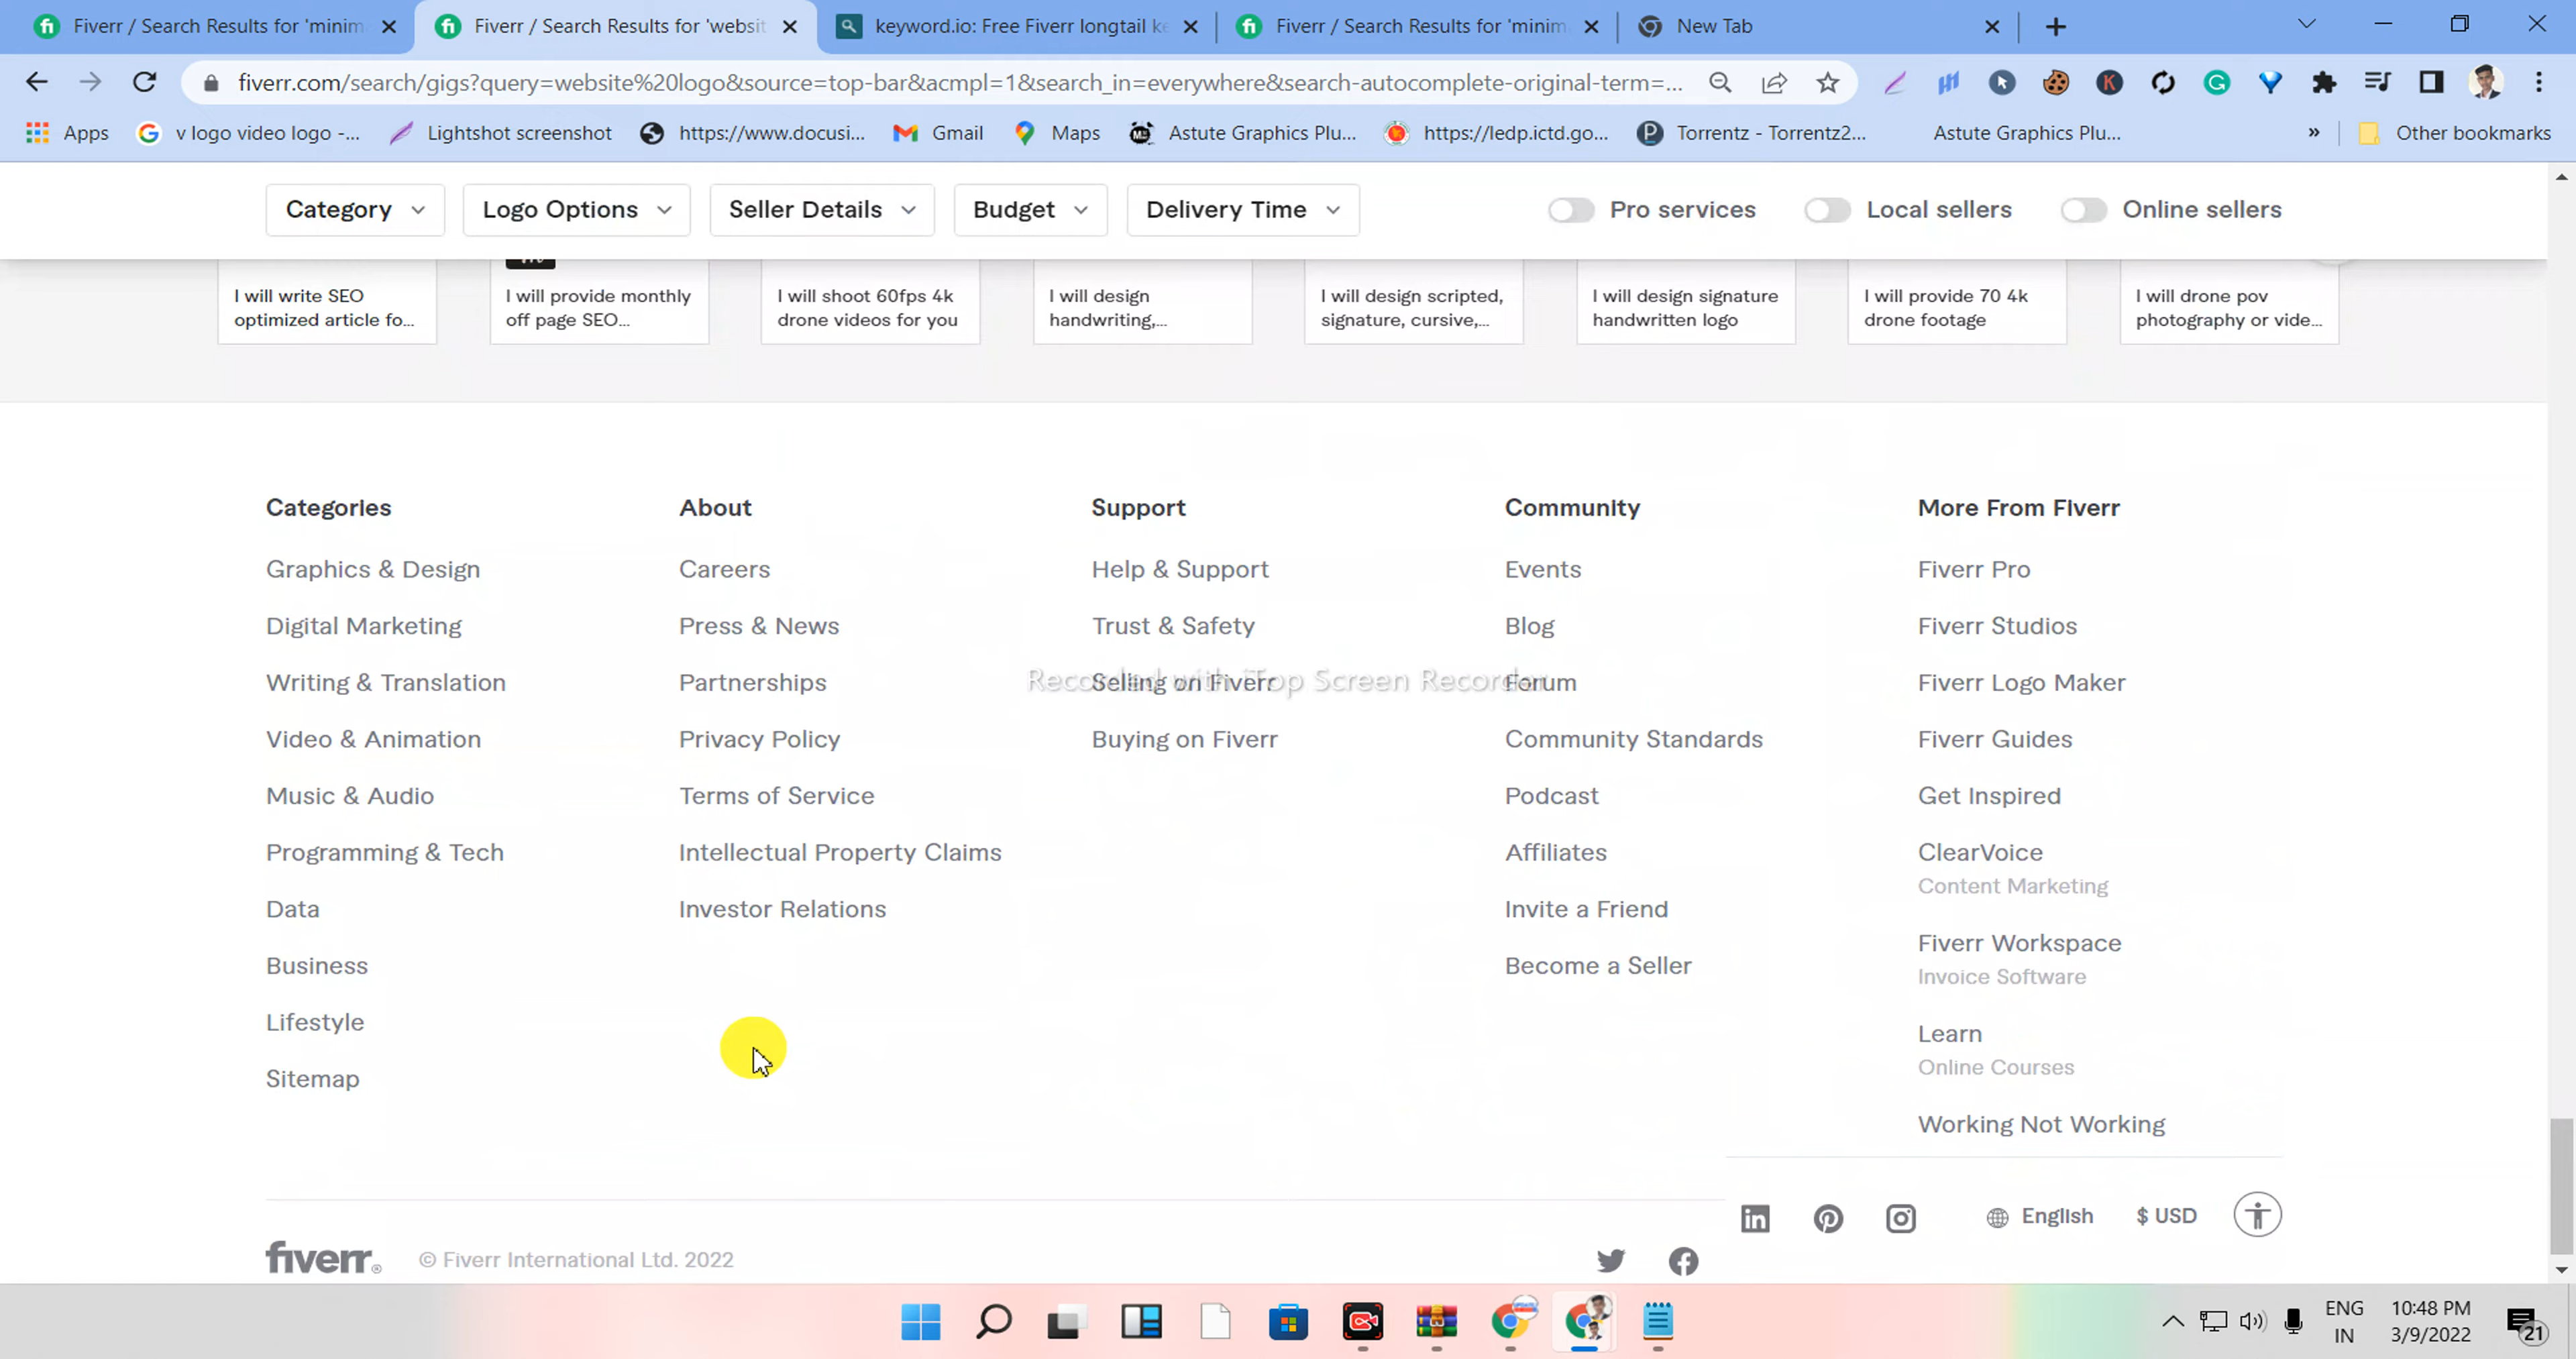 Fiverr / Search Results for 'minim
Fiverr / Search Results for 'websit
keyword.io: Free Fiverr longtail ke
Fiverr / Search Results for 'minim
New Tab
fiverr.com/search/gigs?query=website%20logo&source=top-bar&acmpl=1&search_in=everywhere&search-autocomplete-original-term=...
Apps
v logo video logo -...
Lightshot screenshot
https://www.docusi...
Gmail
Maps
Astute Graphics Plu...
https://ledp.ictd.go...
Torrentz - Torrentz2...
Astute Graphics Plu...
»
Other bookmarks
Category
Logo Options
Seller Details
Budget
Delivery Time
Pro services
Local sellers
Online sellers
I will write SEO
optimized article fo...
I will provide monthly
off page SEO...
I will shoot 60fps 4k
drone videos for you
I will design
handwriting,...
I will design scripted,
signature, cursive,...
I will design signature
handwritten logo
I will provide 70 4k
drone footage
I will drone pov
photography or vide...
Categories
Graphics & Design
Digital Marketing
Writing & Translation
Video & Animation
Music & Audio
Programming & Tech
Data
Business
Lifestyle
Sitemap
About
Careers
Press & News
Partnerships
Privacy Policy
Terms of Service
Intellectual Property Claims
Investor Relations
Support
Help & Support
Trust & Safety
Selling on Fiverr
Buying on Fiverr
Community
Events
Blog
Forum
Community Standards
Podcast
Affiliates
Invite a Friend
Become a Seller
More From Fiverr
Fiverr Pro
Fiverr Studios
Fiverr Logo Maker
Fiverr Guides
Get Inspired
ClearVoice
Content Marketing
Fiverr Workspace
Invoice Software
Learn
Online Courses
Working Not Working
Recorded with iTop Screen Recorder
English
$ USD
fiverr®
© Fiverr International Ltd. 2022
ENG
IN
10:48 PM
3/9/2022
21